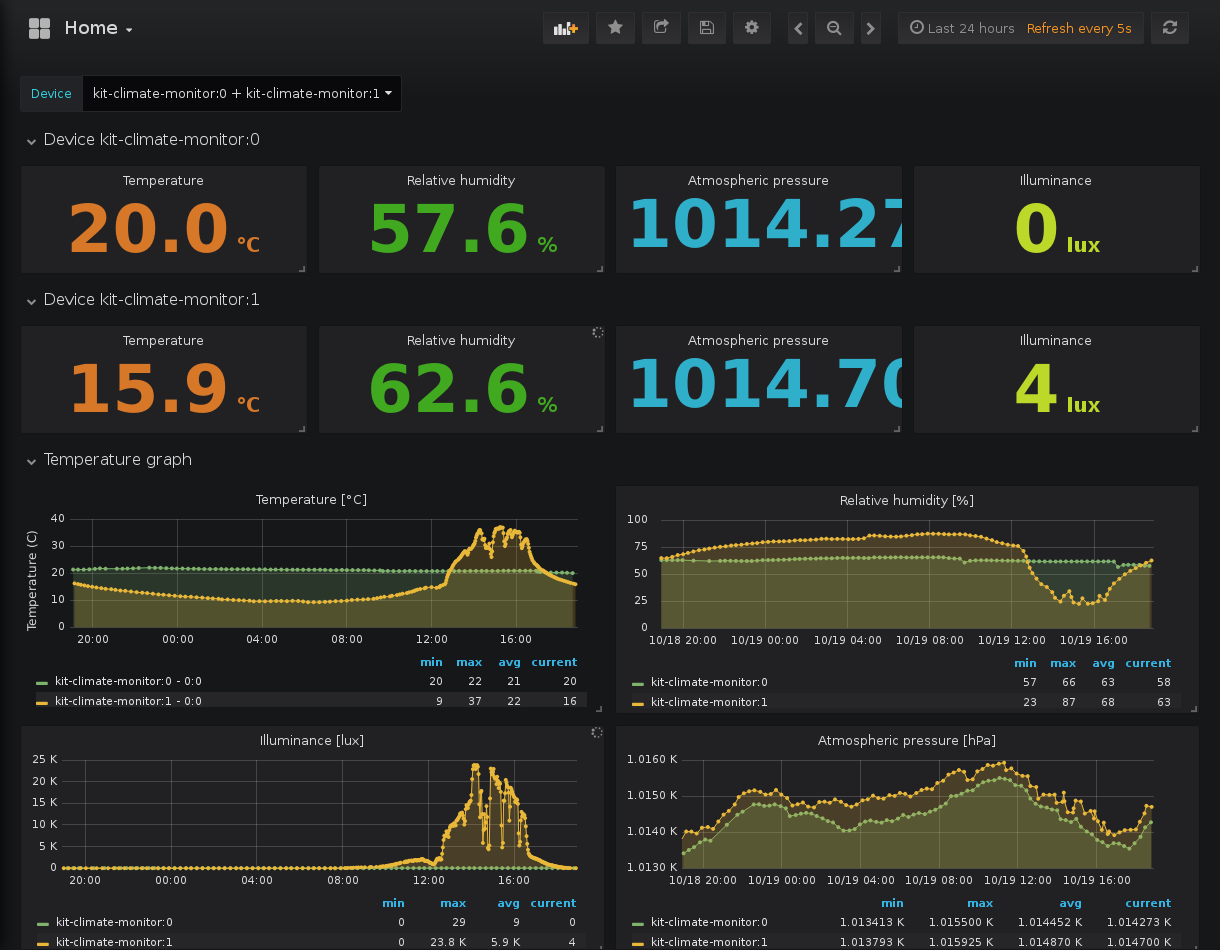 Home
Last 24 hours Refresh every 5s
Device kit-climate-monitor:0 + kit-climate-monitor:1
Device kit-climate-monitor:0
Temperature Relative humidity Atmospheric pressure Illuminance
20.0 °C 57.6 % 1014.27 0 lux
Device kit-climate-monitor:1
Temperature Relative humidity Atmospheric pressure Illuminance
15.9 °C 62.6 % 1014.70 4 lux
Temperature graph
Temperature [°C]
Temperature (C)
40
30
20
10
0
20:00 00:00 04:00 08:00 12:00 16:00
min max avg current
kit-climate-monitor:0 - 0:0 20 22 21 20
kit-climate-monitor:1 - 0:0 9 37 22 16
Relative humidity [%]
100
75
50
25
0
10/18 20:00 10/19 00:00 10/19 04:00 10/19 08:00 10/19 12:00 10/19 16:00
min max avg current
kit-climate-monitor:0 57 66 63 58
kit-climate-monitor:1 23 87 68 63
Illuminance [lux]
25 K
20 K
15 K
10 K
5 K
0
20:00 00:00 04:00 08:00 12:00 16:00
min max avg current
kit-climate-monitor:0 0 29 9 0
kit-climate-monitor:1 0 23.8 K 5.9 K 4
Atmospheric pressure [hPa]
1.0160 K
1.0150 K
1.0140 K
1.0130 K
10/18 20:00 10/19 00:00 10/19 04:00 10/19 08:00 10/19 12:00 10/19 16:00
min max avg current
kit-climate-monitor:0 1.013413 K 1.015500 K 1.014452 K 1.014273 K
kit-climate-monitor:1 1.013793 K 1.015925 K 1.014870 K 1.014700 K